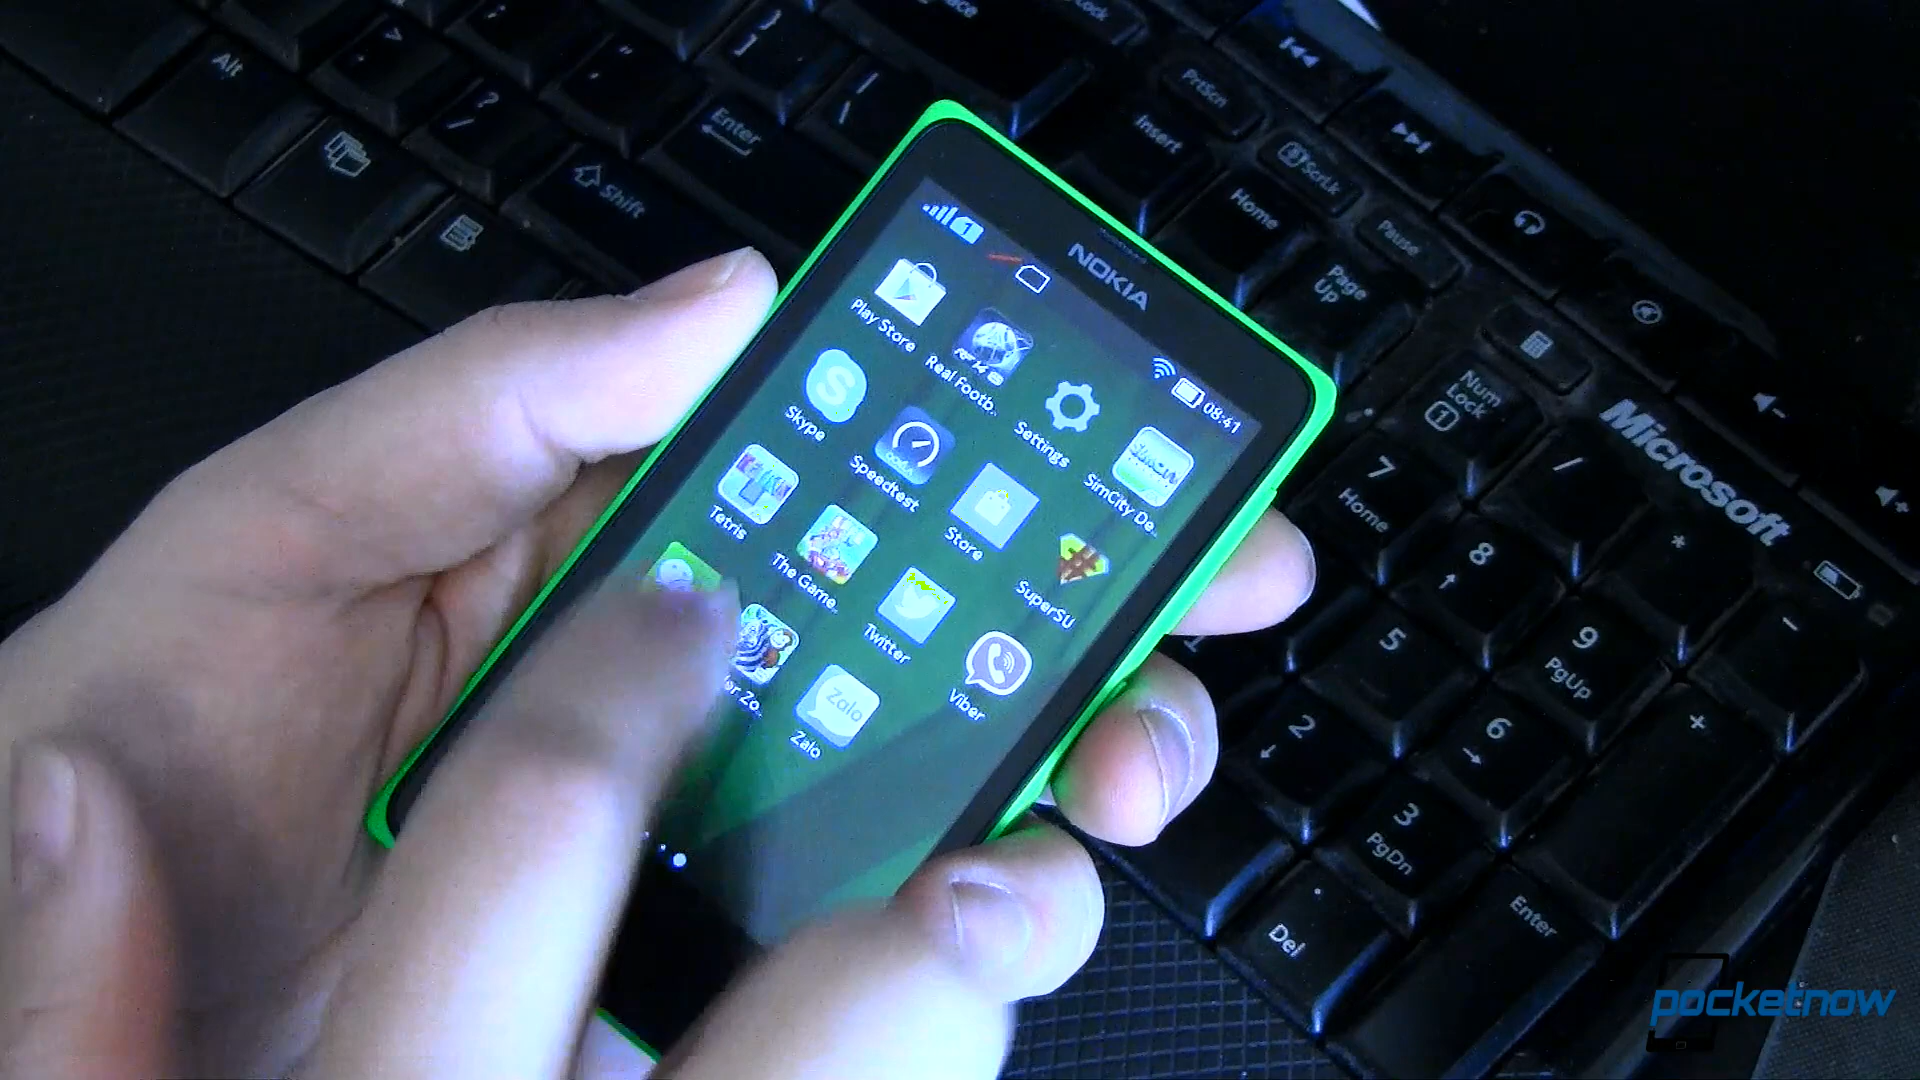 Alt
Enter
Shift
PrtScn
Insert
ScrLk
Home
Pause
Page
Up
Num
Lock
1
Microsoft
7
Home
/
*
-
8
9
PgUp
5
6
+
2
3
PgDn
Del
Enter
NOKIA
1
08:41
Play Store
Real Footb..
Settings
SimCity De..
Skype
Speedtest
Store
SuperSU
Tetris
The Game..
Twitter
Viber
Zalo
Zalo
pocketnow